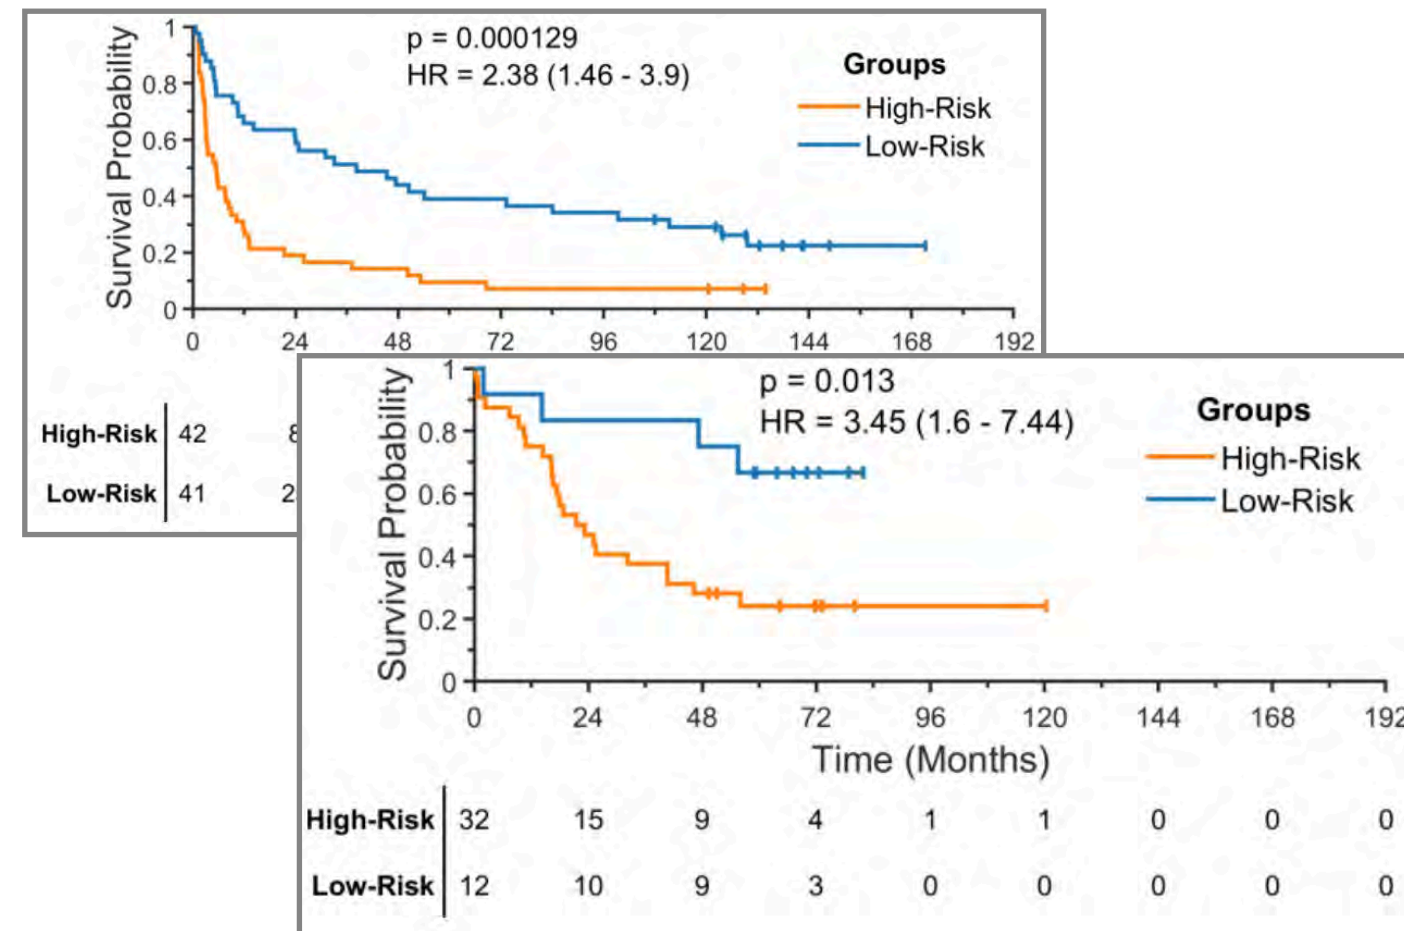 Survival Probability
1
0.8
0.6
0.4
0.2
0
p = 0.000129
HR = 2.38 (1.46 - 3.9)
Groups
High-Risk
Low-Risk
0 24 48 72 96 120 144 168 192
High-Risk 42 8
Low-Risk 41 2
Survival Probability
1
0.8
0.6
0.4
0.2
0
p = 0.013
HR = 3.45 (1.6 - 7.44)
Groups
High-Risk
Low-Risk
0 24 48 72 96 120 144 168 192
Time (Months)
High-Risk 32 15 9 4 1 1 0 0 0
Low-Risk 12 10 9 3 0 0 0 0 0